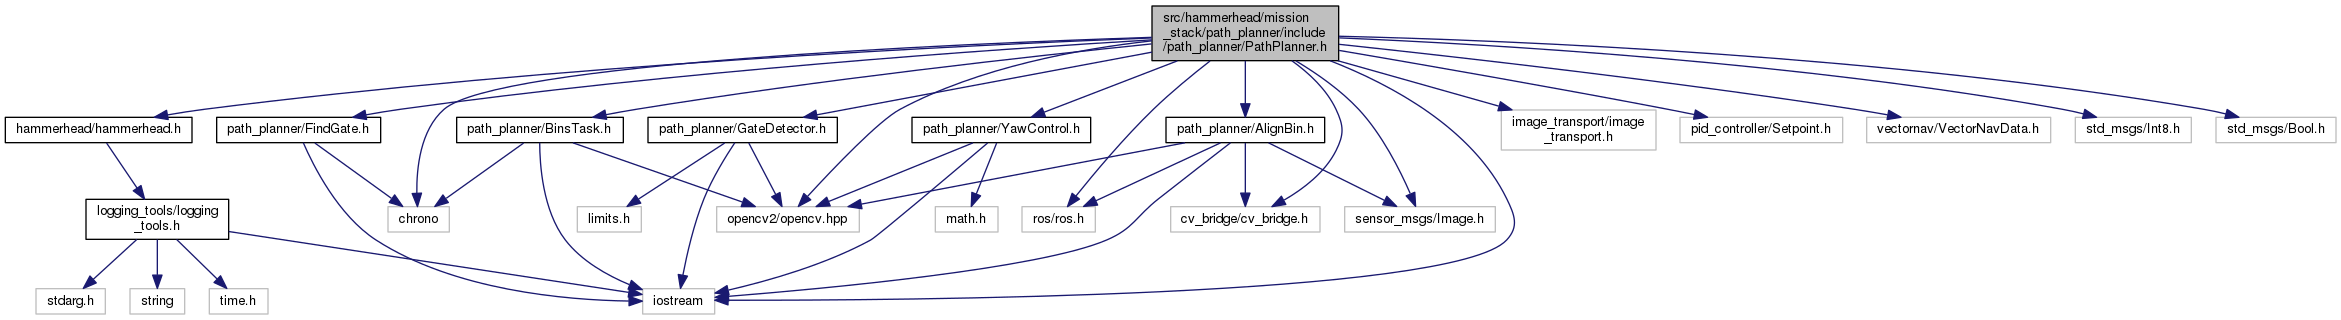 src/hammerhead/mission
_stack/path_planner/include
/path_planner/PathPlanner.h
hammerhead/hammerhead.h
path_planner/FindGate.h
path_planner/BinsTask.h
path_planner/GateDetector.h
path_planner/YawControl.h
path_planner/AlignBin.h
image_transport/image
_transport.h
pid_controller/Setpoint.h
vectornav/VectorNavData.h
std_msgs/Int8.h
std_msgs/Bool.h
logging_tools/logging
_tools.h
chrono
limits.h
opencv2/opencv.hpp
math.h
ros/ros.h
cv_bridge/cv_bridge.h
sensor_msgs/Image.h
stdarg.h
string
time.h
iostream